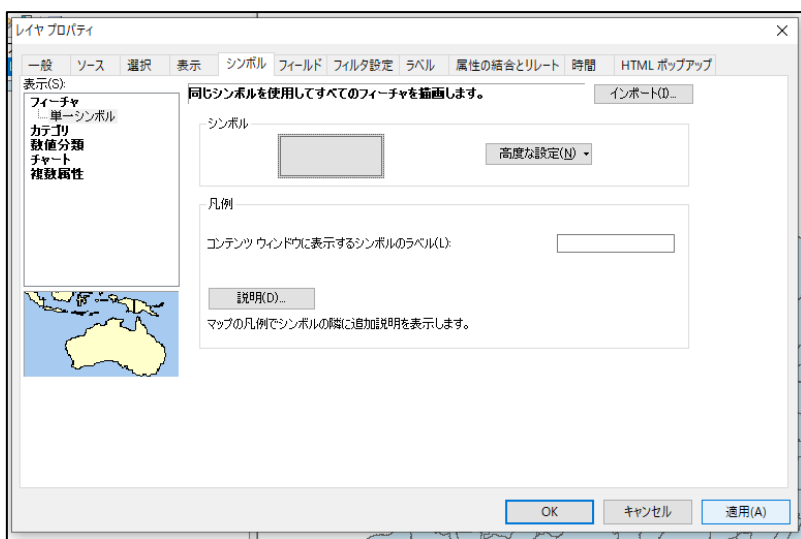 レイヤ プロパティ
一般 ソース 選択 表示 シンボル フィールド フィルタ設定 ラベル 属性の結合とリレート 時間 HTML ポップアップ
表示(S):
フィーチャ
単一シンボル
カテゴリ
数値分類
チャート
複数属性
同じシンボルを使用してすべてのフィーチャを描画します。
インポート(I)...
シンボル
高度な設定(N)
凡例
コンテンツ ウィンドウに表示するシンボルのラベル(L):
説明(D)...
マップの凡例でシンボルの隣に追加説明を表示します。
OK キャンセル 適用(A)